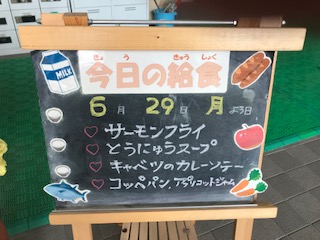 MILK
きょう きゅうしょく
今日の給食
6月 29日 月ようび
♡ サーモンフライ
♡ とうにゅうスープ
♡ キャベツのカレーソテー
♡ コッペパン、アプリコットジャム